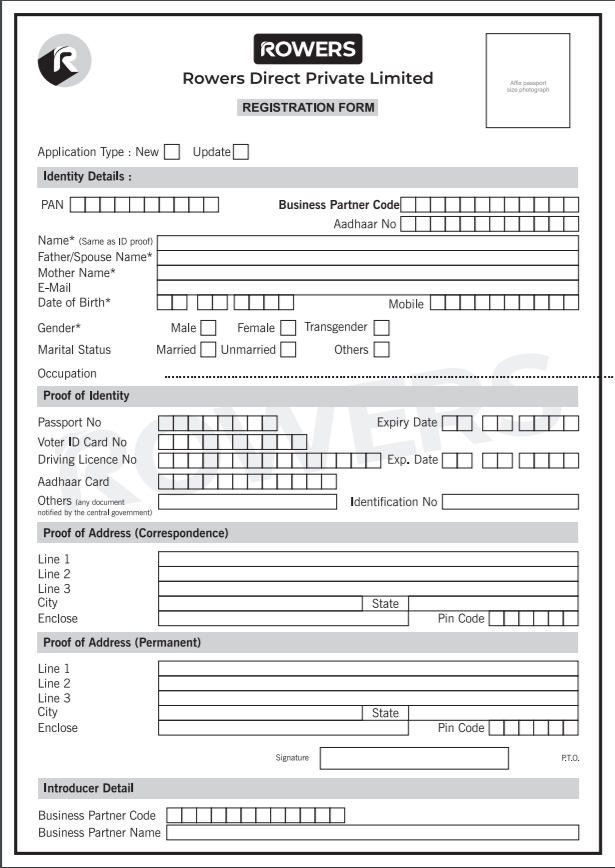 R
ROWERS
Rowers Direct Private Limited
Affix passport
size photograph
REGISTRATION FORM
Application Type : New Update
Identity Details :
PAN Business Partner Code
Aadhaar No
Name* (Same as ID proof)
Father/Spouse Name*
Mother Name*
E-Mail
Date of Birth* Mobile
Gender* Male Female Transgender
Marital Status Married Unmarried Others
Occupation
Proof of Identity
ROWERS
Passport No Expiry Date
Voter ID Card No
Driving Licence No Exp. Date
Aadhaar Card
Others (any document
notified by the central government) Identification No
Proof of Address (Correspondence)
Line 1
Line 2
Line 3
City State
Enclose Pin Code
Proof of Address (Permanent)
Line 1
Line 2
Line 3
City State
Enclose Pin Code
Signature P.T.O.
Introducer Detail
Business Partner Code
Business Partner Name